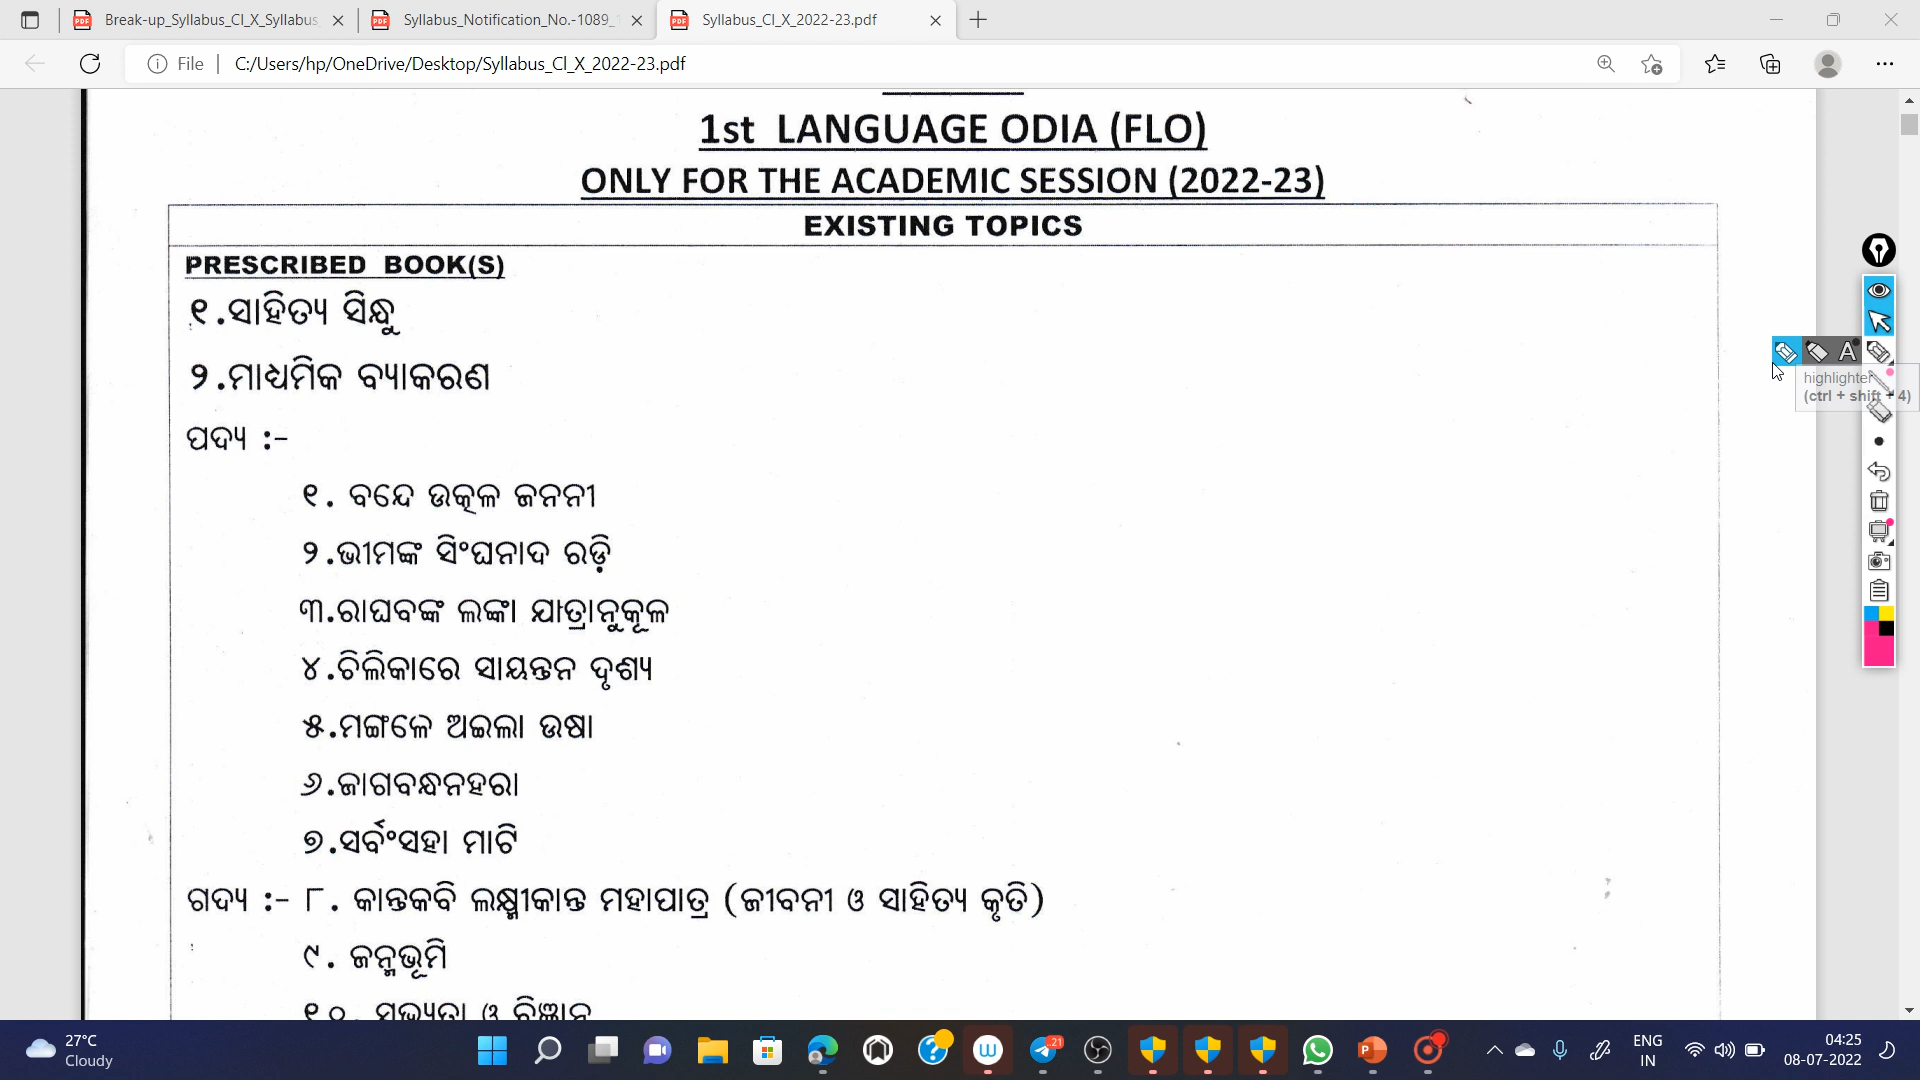 Break-up_Syllabus_Cl_X_Syllabus
Syllabus_Notification_No.-1089_
Syllabus_Cl_X_2022-23.pdf
File
C:/Users/hp/OneDrive/Desktop/Syllabus_Cl_X_2022-23.pdf
1st LANGUAGE ODIA (FLO)
ONLY FOR THE ACADEMIC SESSION (2022-23)
EXISTING TOPICS
PRESCRIBED BOOK(S)
୧.ସାହିତ୍ୟ ସିନ୍ଧୁ
୨.ମାଧ୍ୟମିକ ବ୍ୟାକରଣ
ପଦ୍ୟ :-
୧. ବନ୍ଦେ ଉତ୍କଳ ଜନନୀ
୨.ଭୀମଙ୍କ ସିଂଘନାଦ ରଡ଼ି
୩.ରାଘବଙ୍କ ଲଙ୍କା ଯାତ୍ରାନୁକୂଳ
୪.ଚିଲିକାରେ ସାୟନ୍ତନ ଦୃଶ୍ୟ
୫.ମଙ୍ଗଳେ ଅଇଲା ଉଷା
୬.ଜାଗବନ୍ଧନହରା
୭.ସର୍ବଂସହା ମାଟି
ଗଦ୍ୟ :- ୮. କାନ୍ତକବି ଲକ୍ଷ୍ମୀକାନ୍ତ ମହାପାତ୍ର (ଜୀବନୀ ଓ ସାହିତ୍ୟ କୃତି)
୯. ଜନ୍ମଭୂମି
୧୦. ସଭ୍ୟତା ଓ ବିଜ୍ଞାନ
A
highlighter
(ctrl + shift + 4)
27°C
Cloudy
21
ENG
IN
04:25
08-07-2022